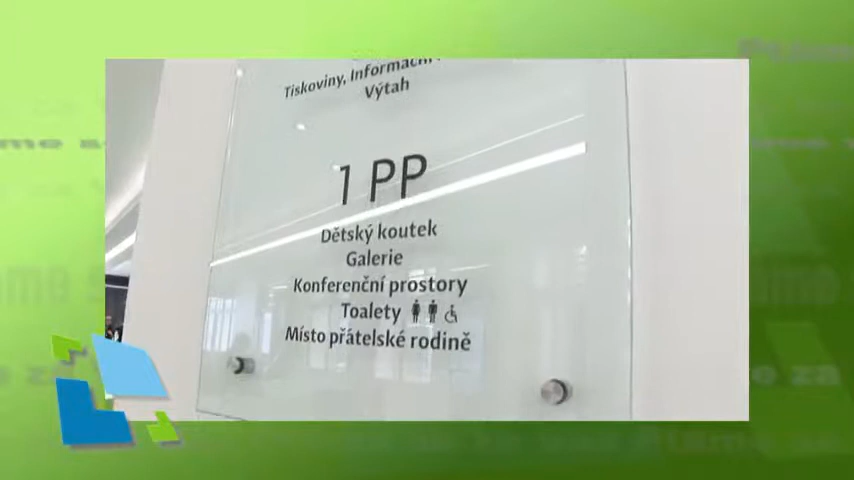 Tiskoviny, Informační
Výtah
1 PP
Dětský koutek
Galerie
Konferenční prostory
Toalety
Místo přátelské rodině